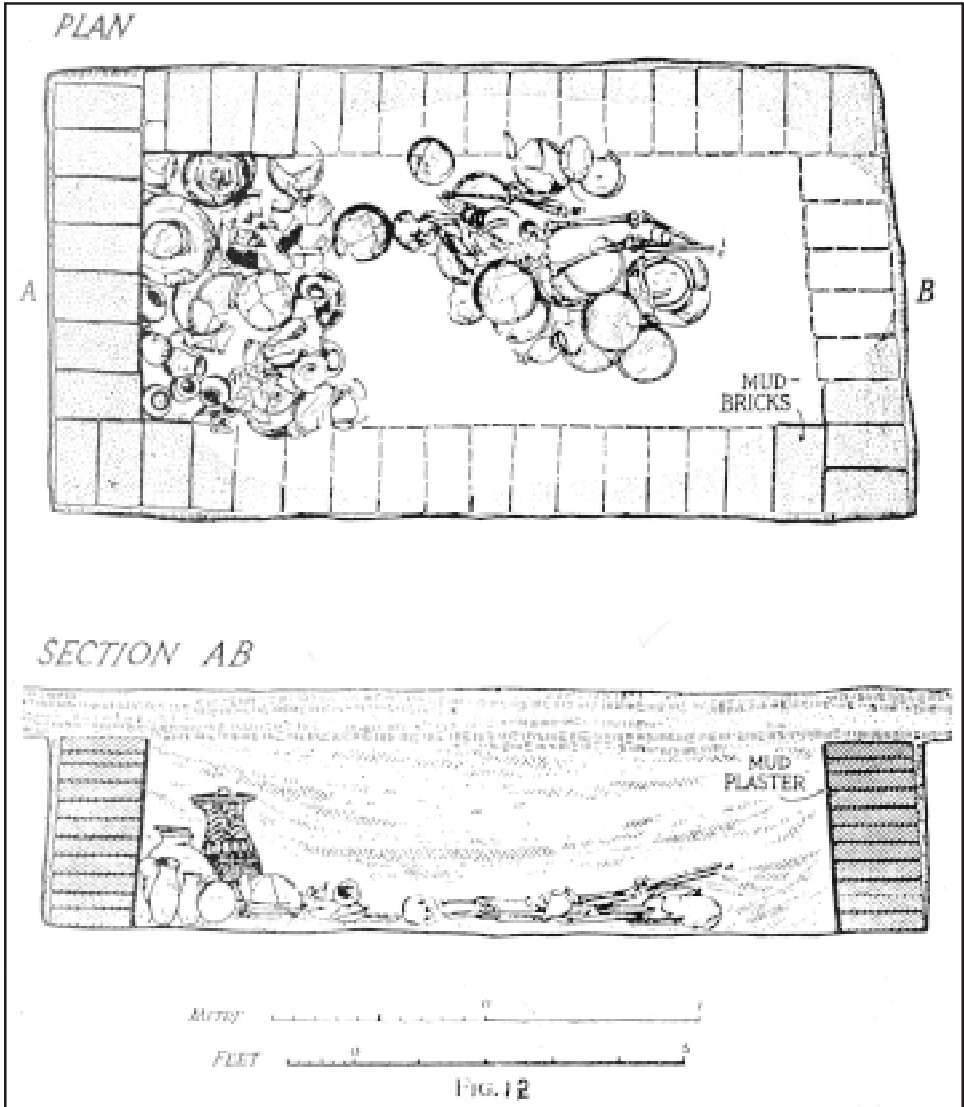 PLAN
A
B
MUD-
BRICKS
SECTION AB
MUD
PLASTER
METRE
0
1
FEET
0
5
FIG. 12